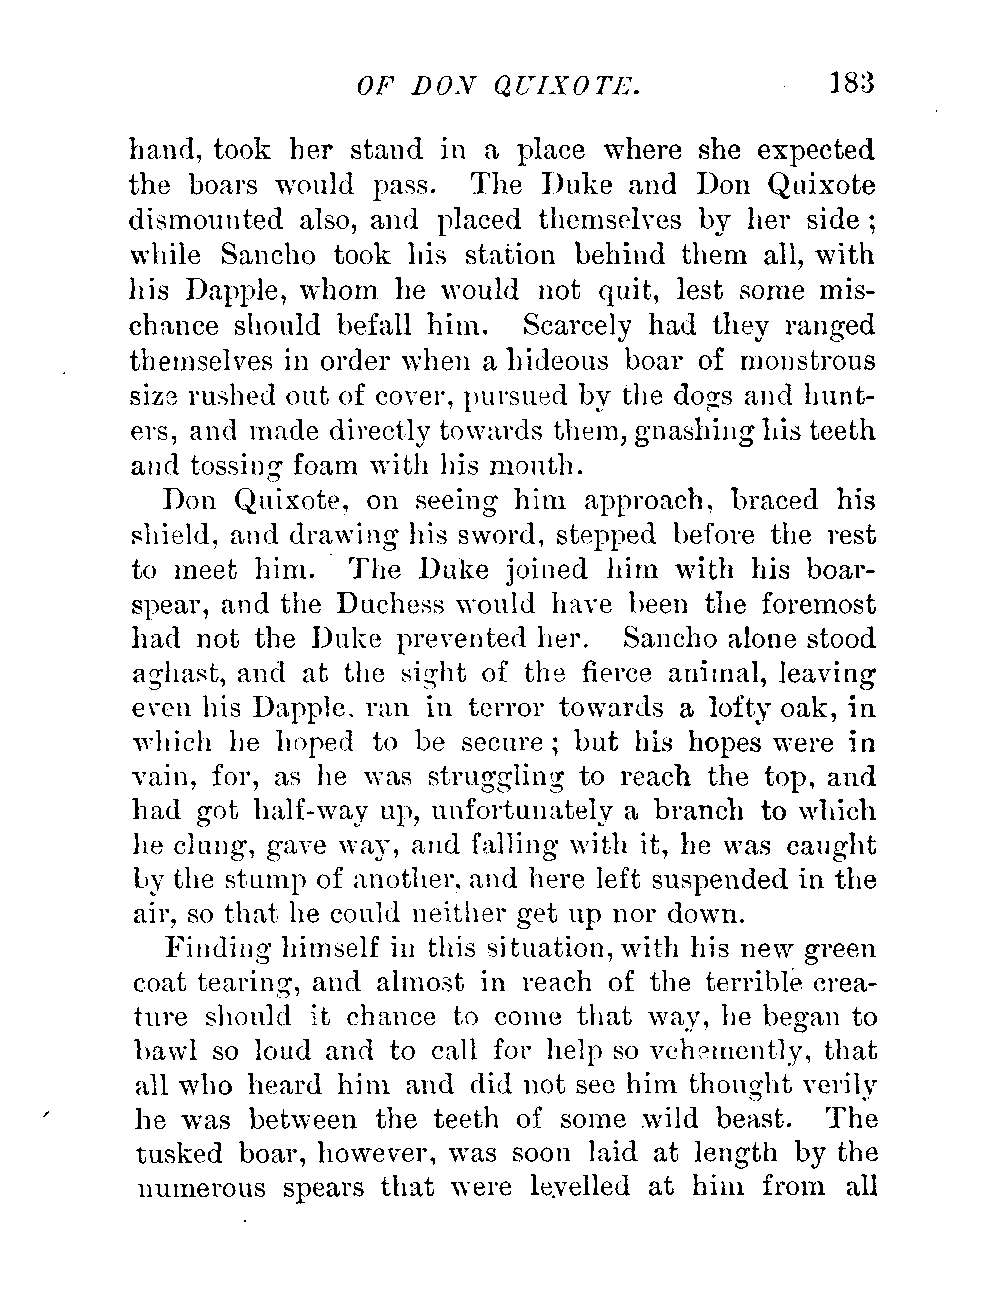 OF DON QUIXOTE. 183
hand, took her stand in a place where she expected
the boars would pass. The Duke and Don Quixote
dismounted also, and placed themselves by her side;
while Sancho took his station behind them all, with
his Dapple, whom he would not quit, lest some mis-
chance should befall him. Scarcely had they ranged
themselves in order when a hideous boar of monstrous
size rushed out of cover, pursued by the dogs and hunt-
ers, and made directly towards them, gnashing his teeth
and tossing foam with his mouth.
Don Quixote, on seeing him approach, braced his
shield, and drawing his sword, stepped before the rest
to meet him. The Duke joined him with his boar-
spear, and the Duchess would have been the foremost
had not the Duke prevented her. Sancho alone stood
aghast, and at the sight of the fierce animal, leaving
even his Dapple, ran in terror towards a lofty oak, in
which he hoped to be secure; but his hopes were in
vain, for, as he was struggling to reach the top, and
had got half-way up, unfortunately a branch to which
he clung, gave way, and falling with it, he was caught
by the stump of another, and here left suspended in the
air, so that he could neither get up nor down.
Finding himself in this situation, with his new green
coat tearing, and almost in reach of the terrible crea-
ture should it chance to come that way, he began to
bawl so loud and to call for help so vehemently, that
all who heard him and did not see him thought verily
he was between the teeth of some wild beast. The
tusked boar, however, was soon laid at length by the
numerous spears that were levelled at him from all